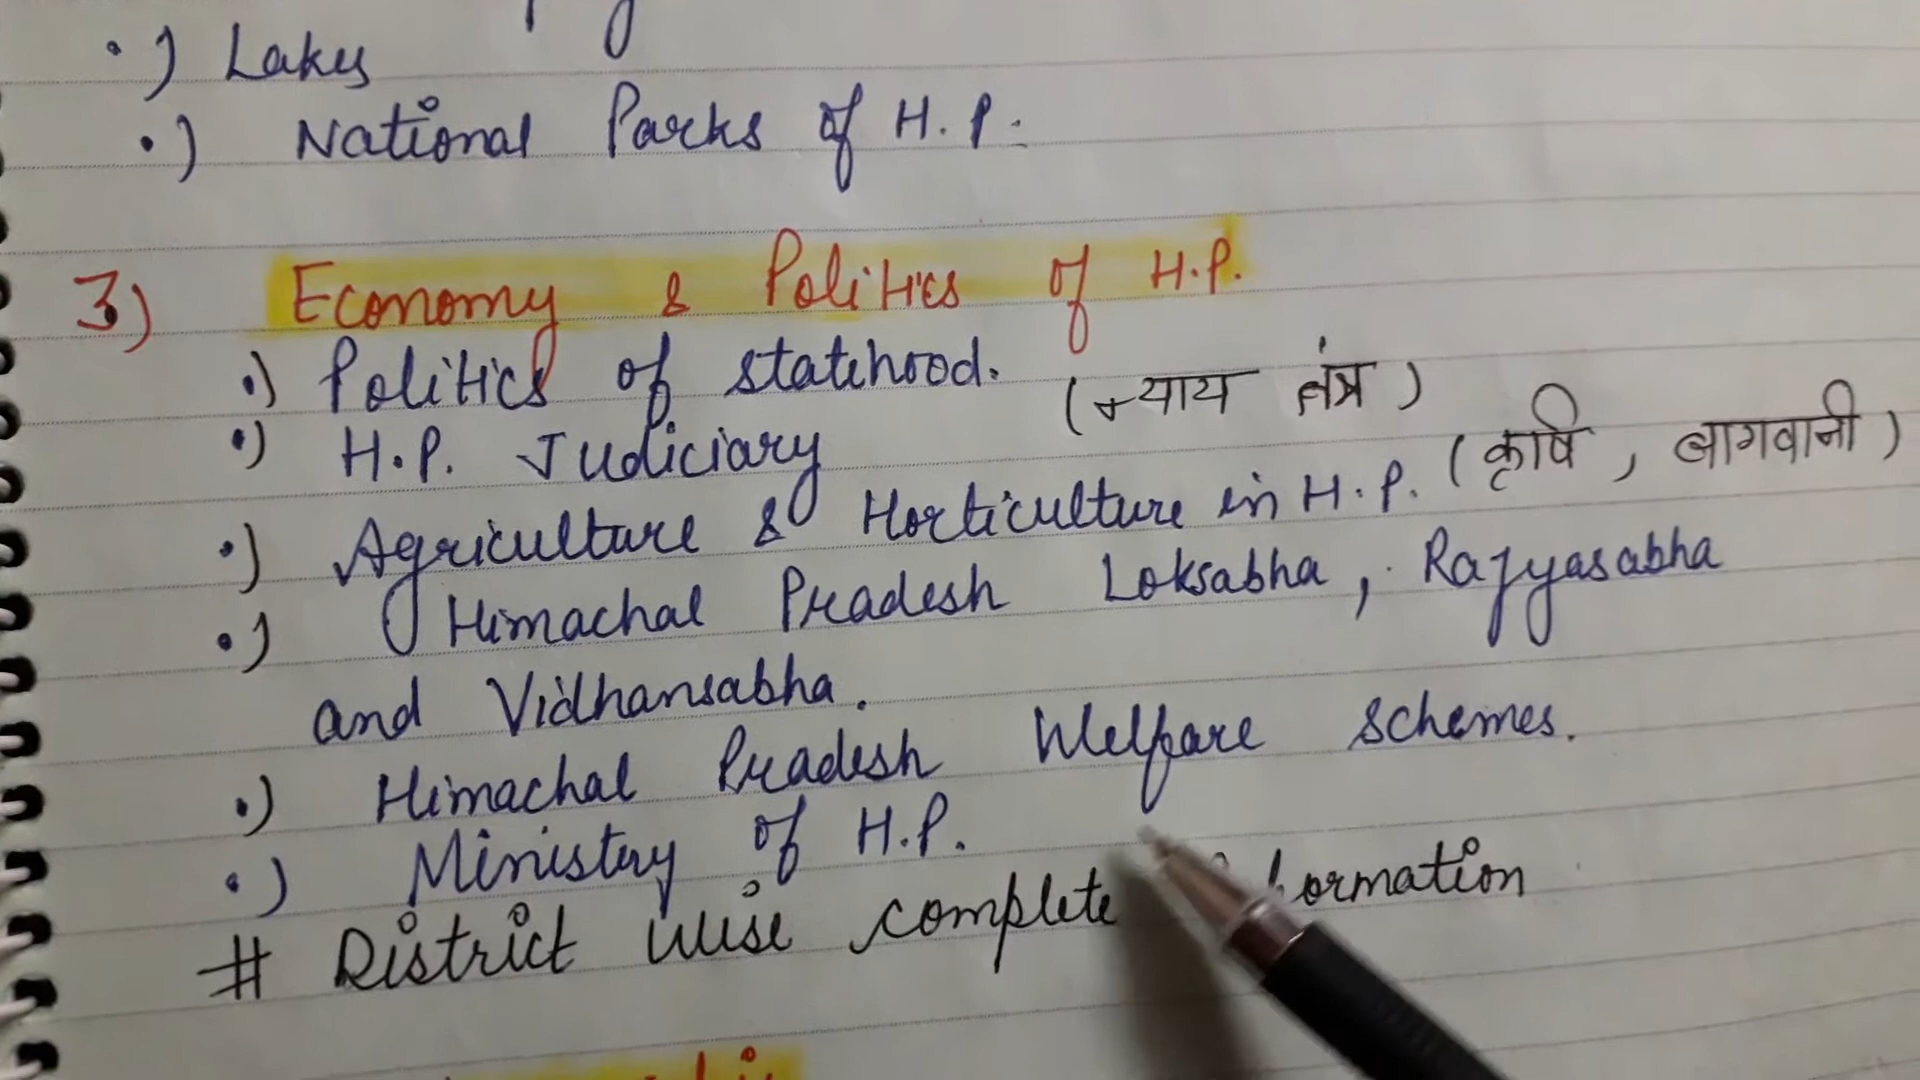 •) Lakes
•) National Parks of H.P.
3) Economy & Politics of H.P.
•) Politics of statehood.
•) H.P. Judiciary (न्याय तंत्र)
•) Agriculture & Horticulture in H.P. (कृषि, बागवानी)
•) Himachal Pradesh Loksabha, Rajyasabha
and Vidhansabha.
•) Himachal Pradesh Welfare schemes.
•) Ministry of H.P.
# District wise complete